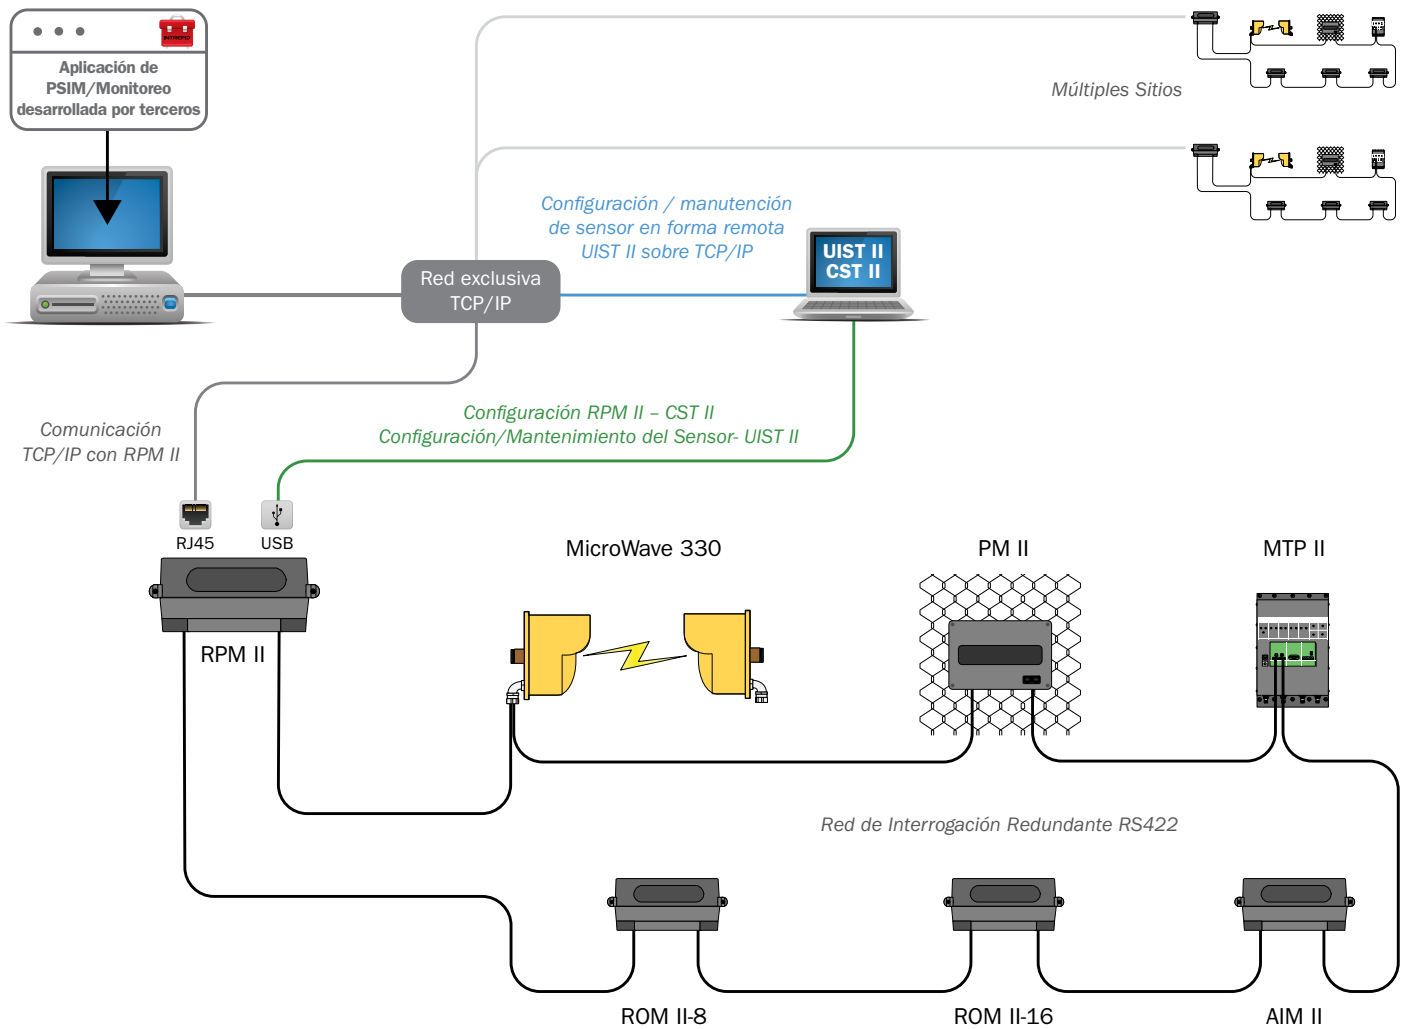 INTREPID
Aplicación de
PSIM/Monitoreo
desarrollada por terceros
Múltiples Sitios
Configuración / manutención
de sensor en forma remota
UIST II sobre TCP/IP
UIST II
CST II
Red exclusiva
TCP/IP
Comunicación
TCP/IP con RPM II
Configuración RPM II – CST II
Configuración/Mantenimiento del Sensor- UIST II
RJ45
USB
RPM II
MicroWave 330
PM II
MTP II
Red de Interrogación Redundante RS422
ROM II-8
ROM II-16
AIM II